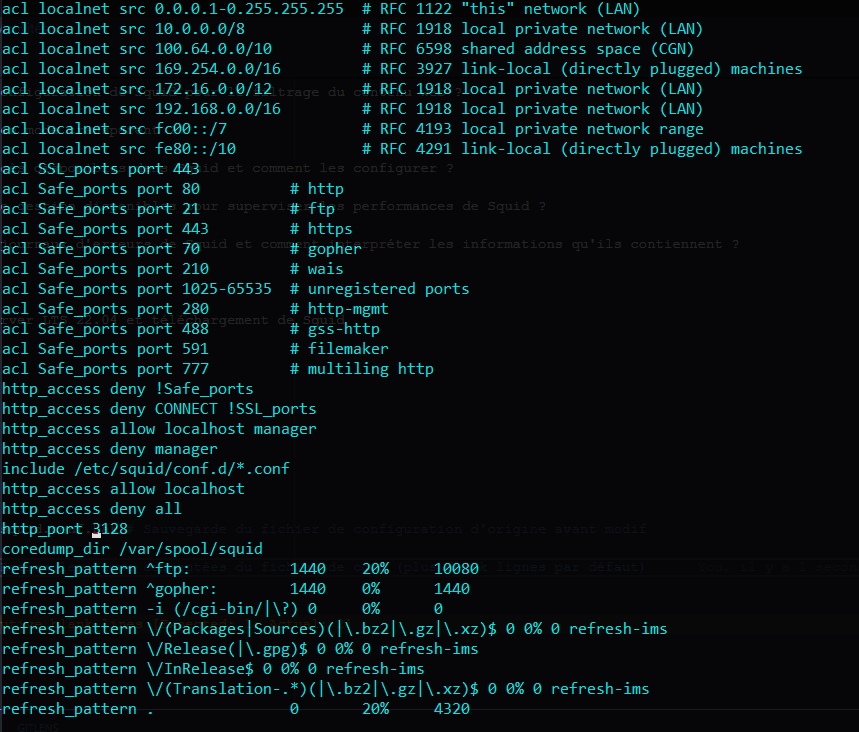 acl localnet src 0.0.0.1-0.255.255.255  # RFC 1122 "this" network (LAN)
acl localnet src 10.0.0.0/8             # RFC 1918 local private network (LAN)
acl localnet src 100.64.0.0/10          # RFC 6598 shared address space (CGN)
acl localnet src 169.254.0.0/16         # RFC 3927 link-local (directly plugged) machines
acl localnet src 172.16.0.0/12          # RFC 1918 local private network (LAN)
acl localnet src 192.168.0.0/16         # RFC 1918 local private network (LAN)
acl localnet src fc00::/7               # RFC 4193 local private network range
acl localnet src fe80::/10              # RFC 4291 link-local (directly plugged) machines
acl SSL_ports port 443
acl Safe_ports port 80          # http
acl Safe_ports port 21          # ftp
acl Safe_ports port 443         # https
acl Safe_ports port 70          # gopher
acl Safe_ports port 210         # wais
acl Safe_ports port 1025-65535  # unregistered ports
acl Safe_ports port 280         # http-mgmt
acl Safe_ports port 488         # gss-http
acl Safe_ports port 591         # filemaker
acl Safe_ports port 777         # multiling http
http_access deny !Safe_ports
http_access deny CONNECT !SSL_ports
http_access allow localhost manager
http_access deny manager
include /etc/squid/conf.d/*.conf
http_access allow localhost
http_access deny all
http_port 3128
coredump_dir /var/spool/squid
refresh_pattern ^ftp:           1440    20%     10080
refresh_pattern ^gopher:        1440    0%      1440
refresh_pattern -i (/cgi-bin/|\?) 0     0%      0
refresh_pattern \/(Packages|Sources)(|\.bz2|\.gz|\.xz)$ 0 0% 0 refresh-ims
refresh_pattern \/Release(|\.gpg)$ 0 0% 0 refresh-ims
refresh_pattern \/InRelease$ 0 0% 0 refresh-ims
refresh_pattern \/(Translation-.*)(|\.bz2|\.gz|\.xz)$ 0 0% 0 refresh-ims
refresh_pattern .               0       20%     4320